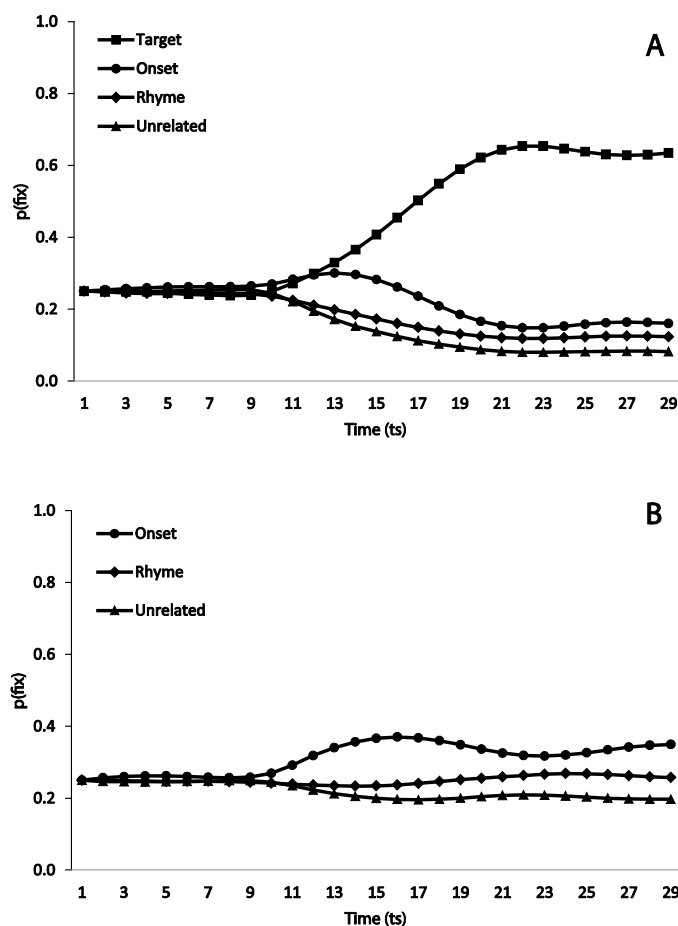 A
1.0
0.8
0.6
0.4
0.2
0.0
p(fix)
Target
Onset
Rhyme
Unrelated
1 3 5 7 9 11 13 15 17 19 21 23 25 27 29
Time (ts)
B
1.0
0.8
0.6
0.4
0.2
0.0
p(fix)
Onset
Rhyme
Unrelated
1 3 5 7 9 11 13 15 17 19 21 23 25 27 29
Time (ts)